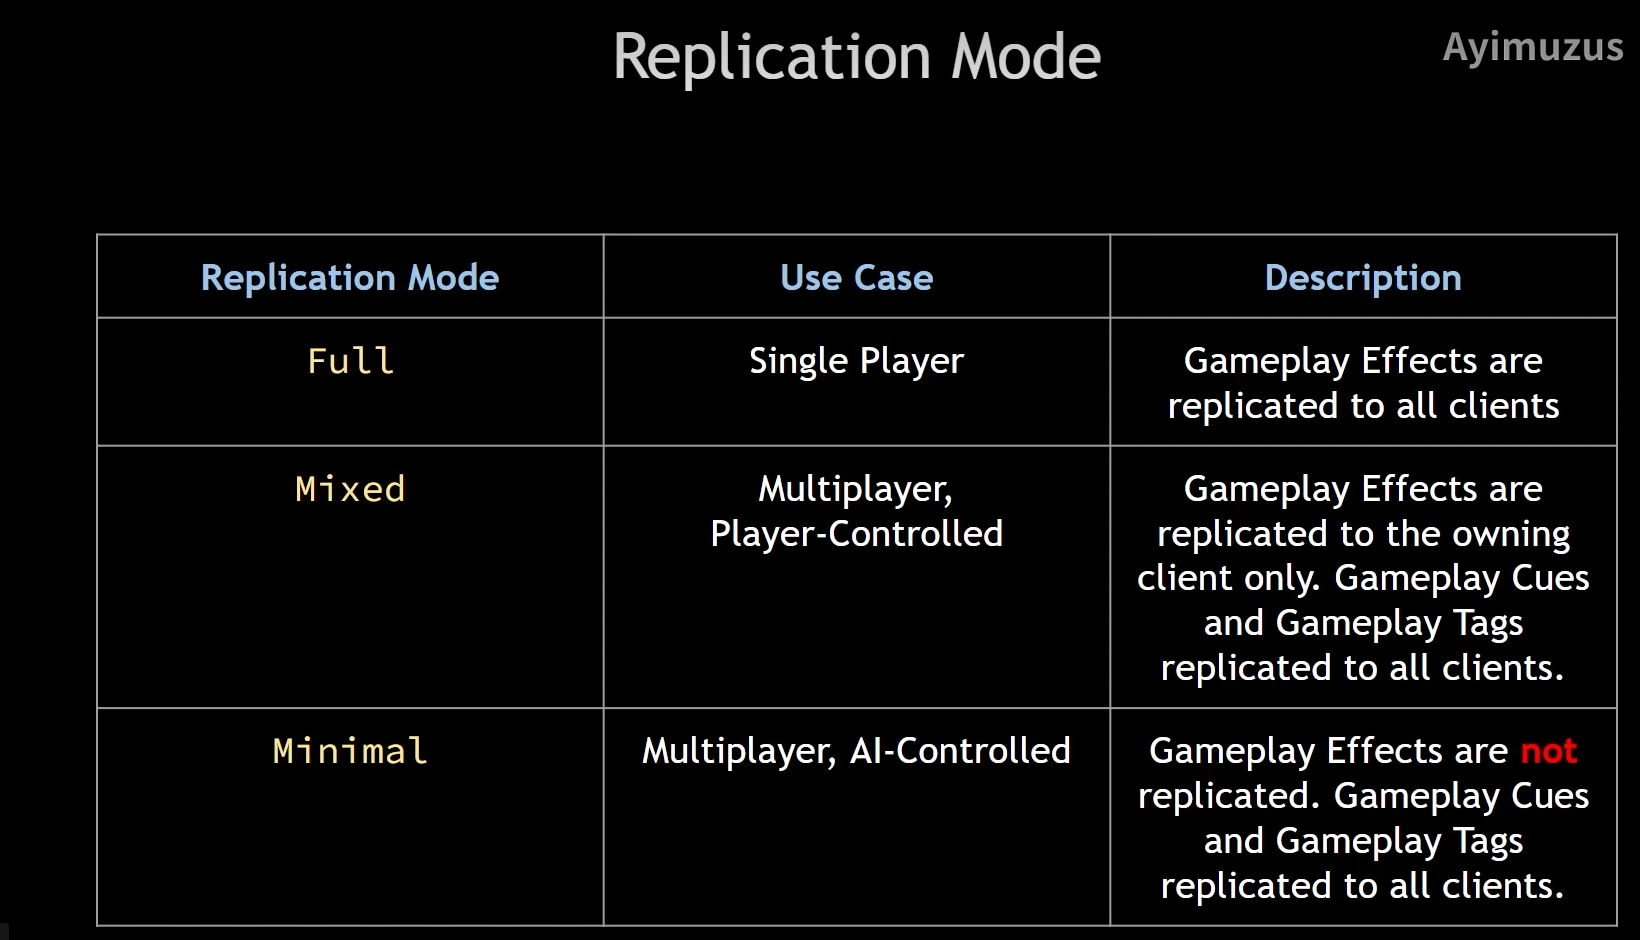 Replication Mode
Ayimuzus
Replication Mode
Use Case
Description
Full
Single Player
Gameplay Effects are
replicated to all clients
Mixed
Multiplayer,
Player-Controlled
Gameplay Effects are
replicated to the owning
client only. Gameplay Cues
and Gameplay Tags
replicated to all clients.
Minimal
Multiplayer, AI-Controlled
Gameplay Effects are not
replicated. Gameplay Cues
and Gameplay Tags
replicated to all clients.